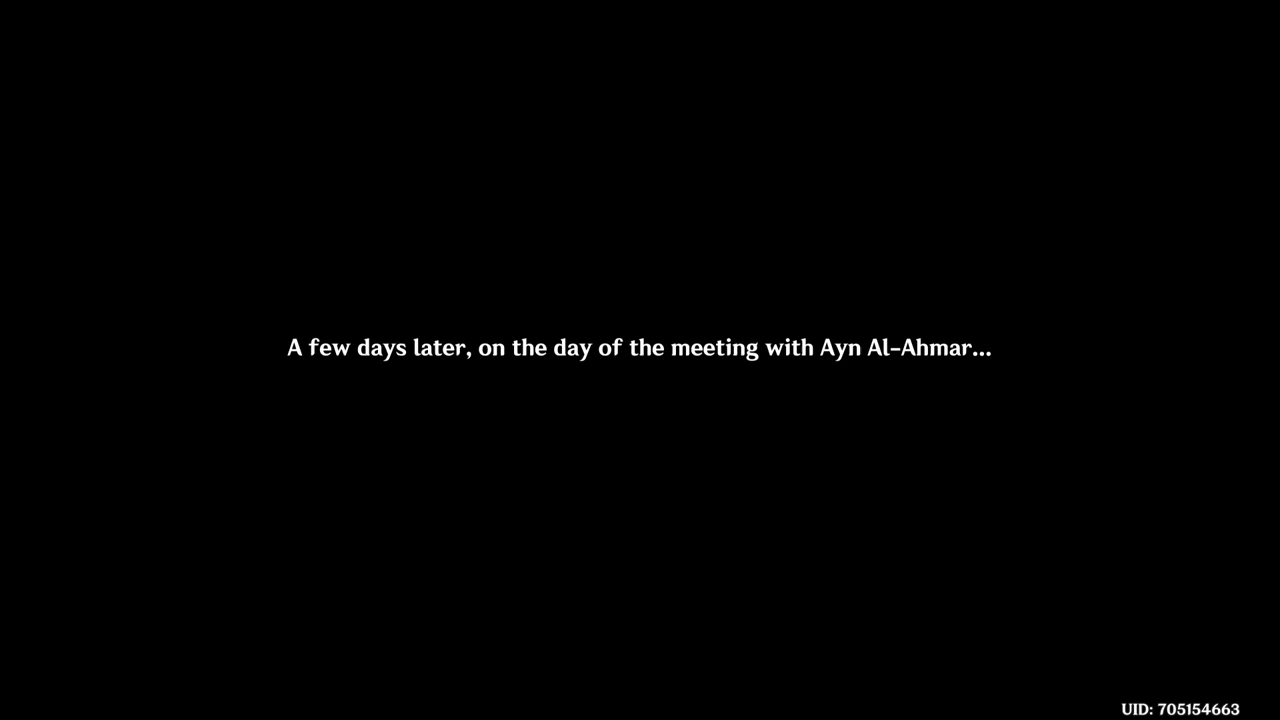 A few days later, on the day of the meeting with Ayn Al-Ahmar...
UID: 705154663